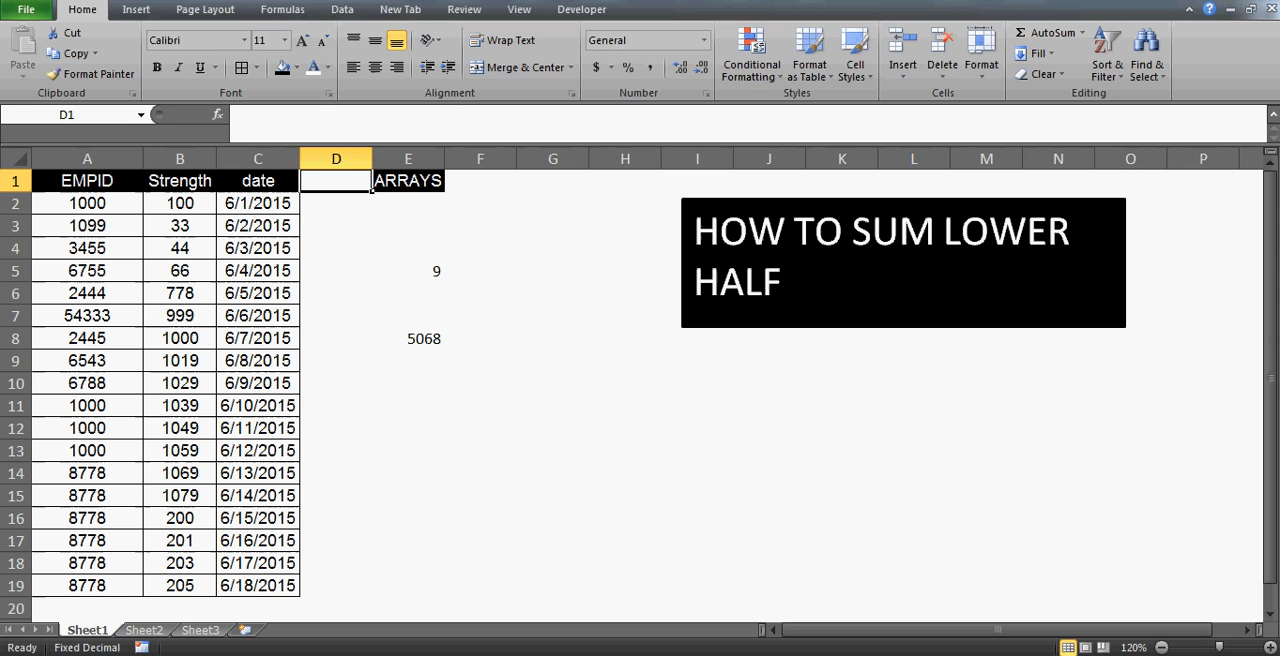 File Home Insert Page Layout Formulas Data New Tab Review View Developer
Cut Calibri 11 A A Wrap Text General AutoSum
Copy Fill
Paste Format Painter B I U A Merge & Center $ % , Conditional Formatting Format as Table Cell Styles Insert Delete Format Clear Sort & Filter Find & Select
Clipboard Font Alignment Number Styles Cells Editing
D1 fx
A B C D E F G H I J K L M N O P
1 EMPID Strength date ARRAYS
2 1000 100 6/1/2015
3 1099 33 6/2/2015
4 3455 44 6/3/2015
5 6755 66 6/4/2015 9
6 2444 778 6/5/2015
7 54333 999 6/6/2015
8 2445 1000 6/7/2015 5068
9 6543 1019 6/8/2015
10 6788 1029 6/9/2015
11 1000 1039 6/10/2015
12 1000 1049 6/11/2015
13 1000 1059 6/12/2015
14 8778 1069 6/13/2015
15 8778 1079 6/14/2015
16 8778 200 6/15/2015
17 8778 201 6/16/2015
18 8778 203 6/17/2015
19 8778 205 6/18/2015
20
HOW TO SUM LOWER
HALF
Sheet1 Sheet2 Sheet3
Ready Fixed Decimal 120%